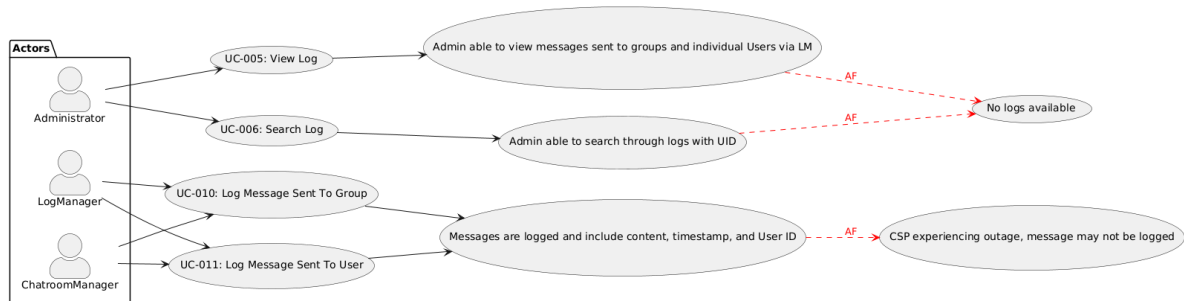 Actors
Administrator
LogManager
ChatroomManager
UC-005: View Log
UC-006: Search Log
UC-010: Log Message Sent To Group
UC-011: Log Message Sent To User
Admin able to view messages sent to groups and individual Users via LM
Admin able to search through logs with UID
Messages are logged and include content, timestamp, and User ID
AF
AF
AF
No logs available
CSP experiencing outage, message may not be logged